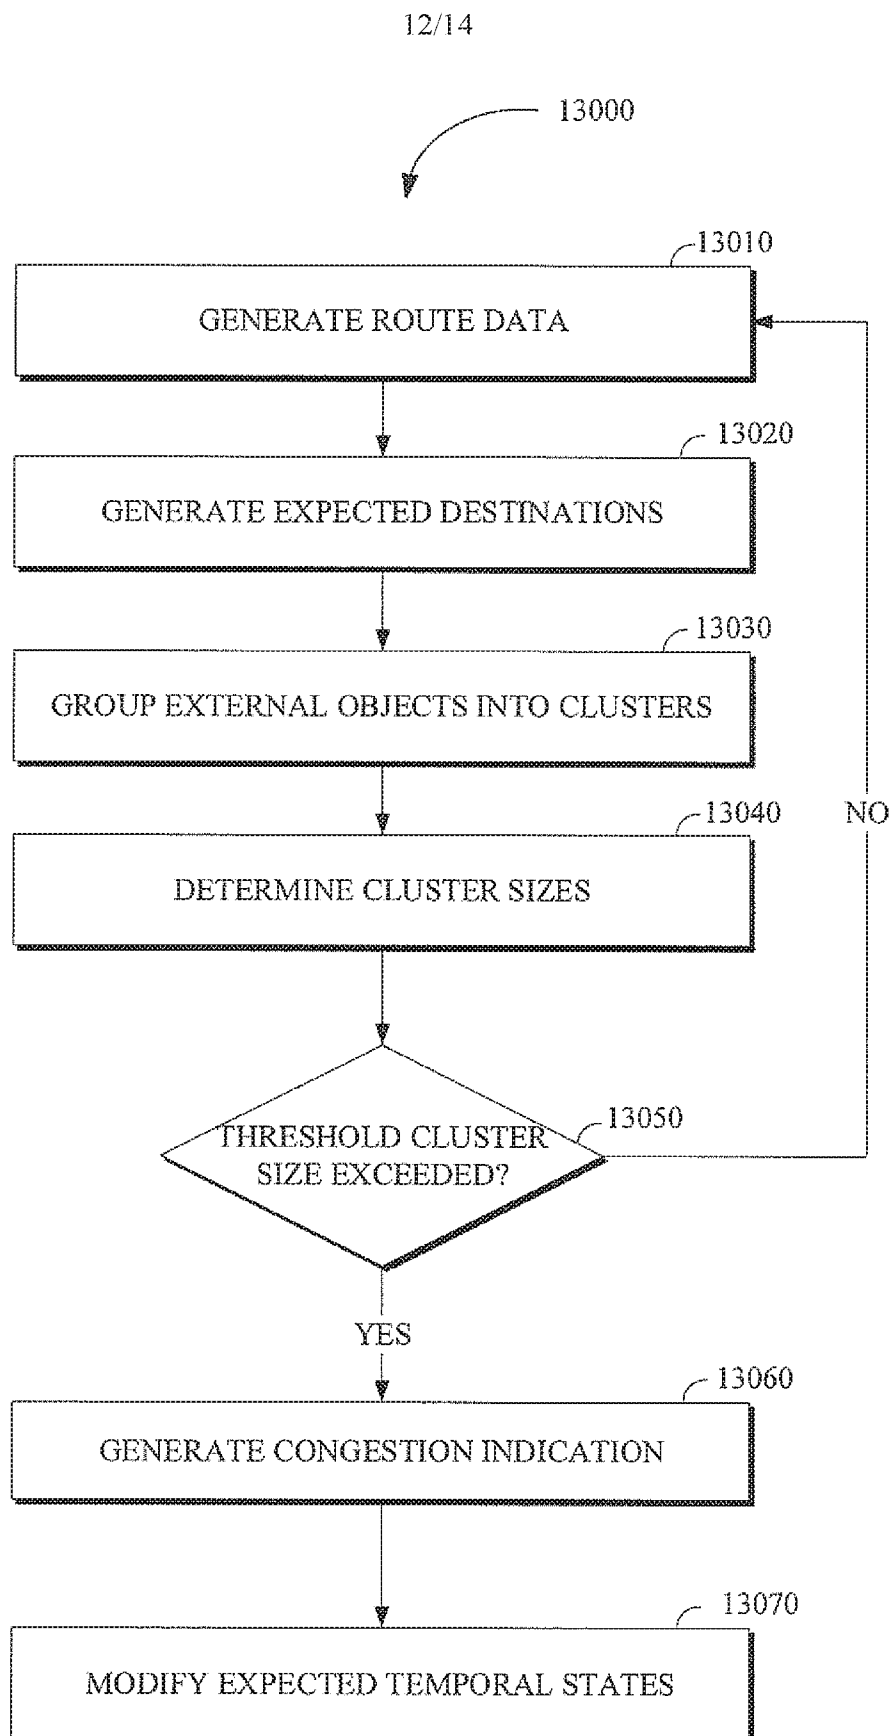 12/14
13000
13010
GENERATE ROUTE DATA
13020
GENERATE EXPECTED DESTINATIONS
13030
GROUP EXTERNAL OBJECTS INTO CLUSTERS
13040
NO
DETERMINE CLUSTER SIZES
13050
THRESHOLD CLUSTER
SIZE EXCEEDED?
YES
13060
GENERATE CONGESTION INDICATION
13070
MODIFY EXPECTED TEMPORAL STATES